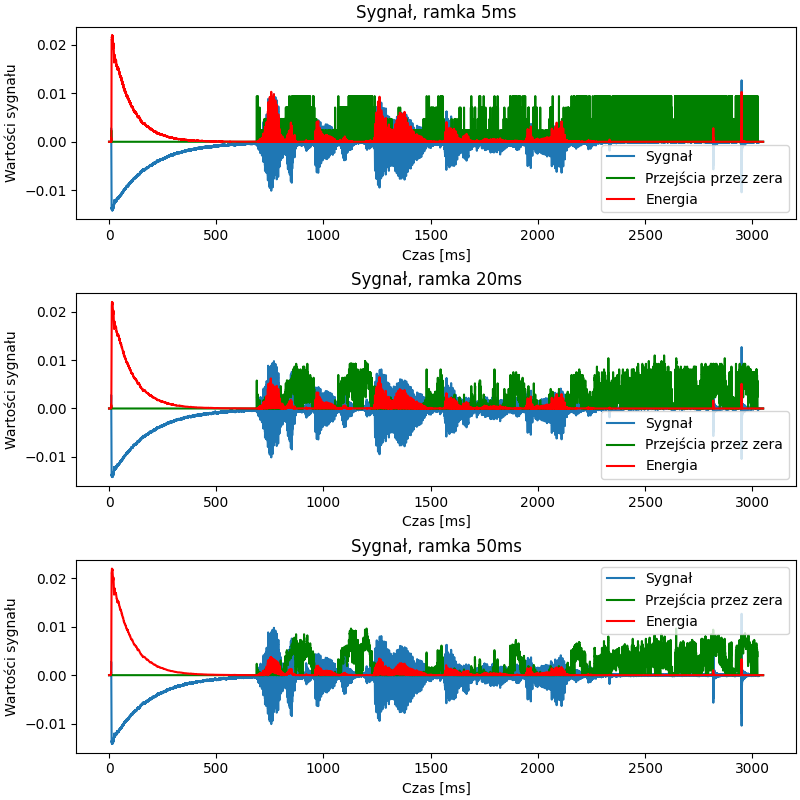 Sygnał, ramka 5ms
Wartości sygnału
0.02
0.01
0.00
−0.01
Sygnał
Przejścia przez zera
Energia
0 500 1000 1500 2000 2500 3000
Czas [ms]
Sygnał, ramka 20ms
Wartości sygnału
0.02
0.01
0.00
−0.01
Sygnał
Przejścia przez zera
Energia
0 500 1000 1500 2000 2500 3000
Czas [ms]
Sygnał, ramka 50ms
Wartości sygnału
0.02
0.01
0.00
−0.01
Sygnał
Przejścia przez zera
Energia
0 500 1000 1500 2000 2500 3000
Czas [ms]